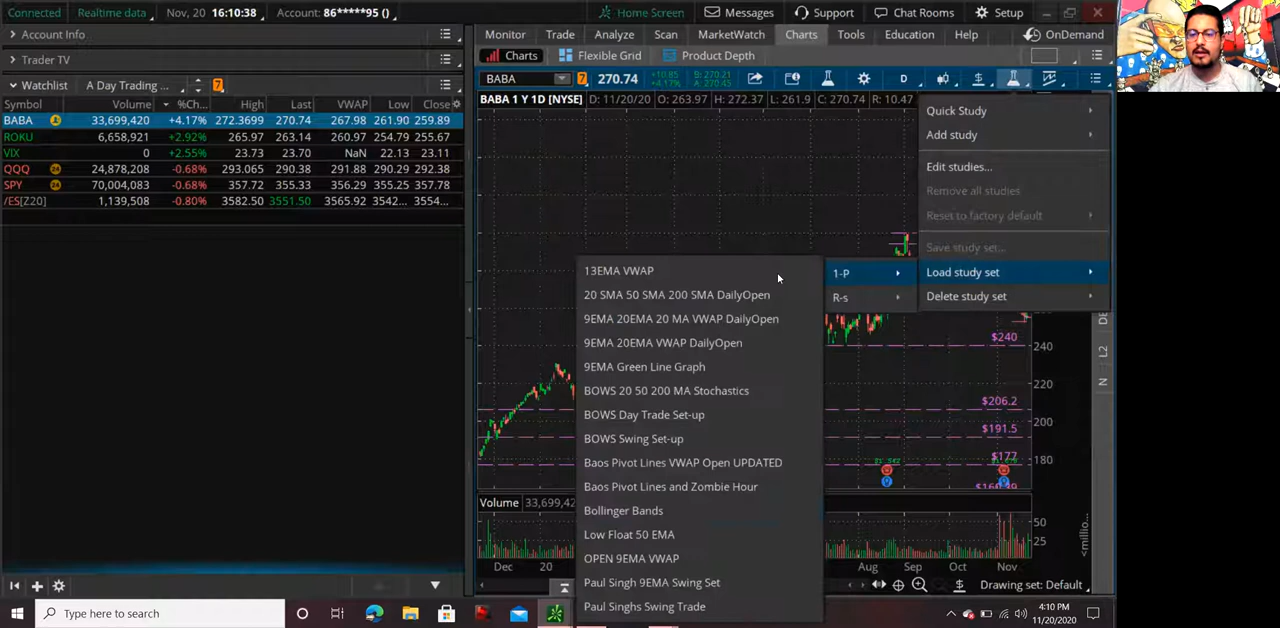 Connected Realtime data Nov, 20 16:10:38 Account: 86*****95 () Home Screen Messages Support Chat Rooms Setup
Account Info
Trader TV
Watchlist A Day Trading ... 7
Symbol Volume %Ch... High Last VWAP Low Close
BABA 33,699,420 +4.17% 272.3699 270.74 267.98 261.90 259.89
ROKU 6,658,921 +2.92% 265.97 263.14 260.97 254.79 255.67
VIX 0 +2.55% 23.73 23.70 NaN 22.13 23.11
QQQ 24,878,208 -0.68% 293.065 290.38 291.88 290.29 292.38
SPY 70,004,083 -0.68% 357.72 355.33 356.29 355.25 357.78
/ES[Z20] 1,139,508 -0.80% 3582.50 3551.50 3565.92 3542... 3554...
Monitor Trade Analyze Scan MarketWatch Charts Tools Education Help OnDemand
Charts Flexible Grid Product Depth
BABA 7 270.74 +10.85 +4.17% B: 270.21 A: 270.45 D
BABA 1 Y 1D [NYSE] D: 11/20/20 O: 263.97 H: 272.37 L: 261.9 C: 270.74 R: 10.47
Quick Study
Add study
Edit studies...
Remove all studies
Reset to factory default
Save study set...
Load study set
Delete study set
1-P
R-s
13EMA VWAP
20 SMA 50 SMA 200 SMA DailyOpen
9EMA 20EMA 20 MA VWAP DailyOpen
9EMA 20EMA VWAP DailyOpen
9EMA Green Line Graph
BOWS 20 50 200 MA Stochastics
BOWS Day Trade Set-up
BOWS Swing Set-up
Baos Pivot Lines VWAP Open UPDATED
Baos Pivot Lines and Zombie Hour
Bollinger Bands
Low Float 50 EMA
OPEN 9EMA VWAP
Paul Singh 9EMA Swing Set
Paul Singhs Swing Trade
$240 240
220
$206.2
200
$191.5
$177 180
L2
N
Volume 33,699,42
50
25
<millio...
Dec 20 Aug Sep Oct Nov
Drawing set: Default
Type here to search
4:10 PM
11/20/2020